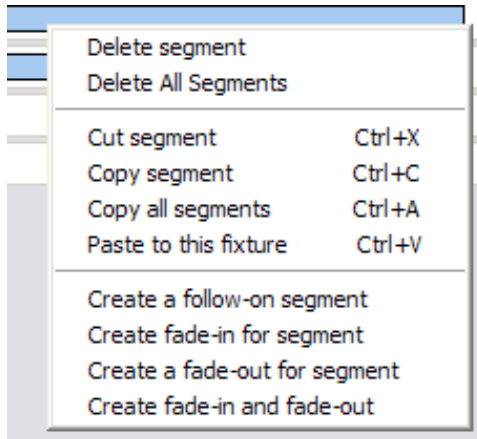 Delete segment
Delete All Segments
Cut segment Ctrl+X
Copy segment Ctrl+C
Copy all segments Ctrl+A
Paste to this fixture Ctrl+V
Create a follow-on segment
Create fade-in for segment
Create a fade-out for segment
Create fade-in and fade-out